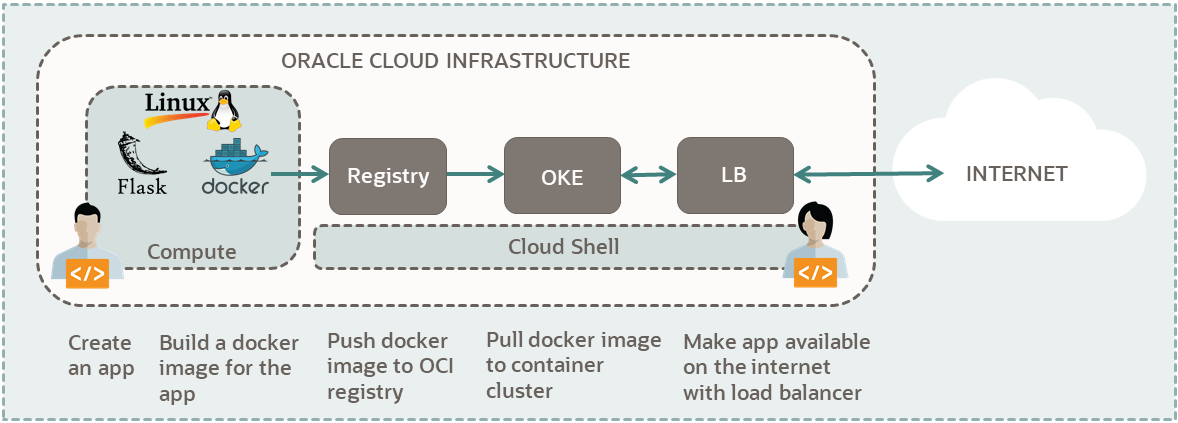 ORACLE CLOUD INFRASTRUCTURE
Linux
Flask
docker
Compute
Registry
OKE
LB
INTERNET
Cloud Shell
</>
</>
Create
an app
Build a docker
image for the
app
Push docker
image to OCI
registry
Pull docker image
to container
cluster
Make app available
on the internet
with load balancer